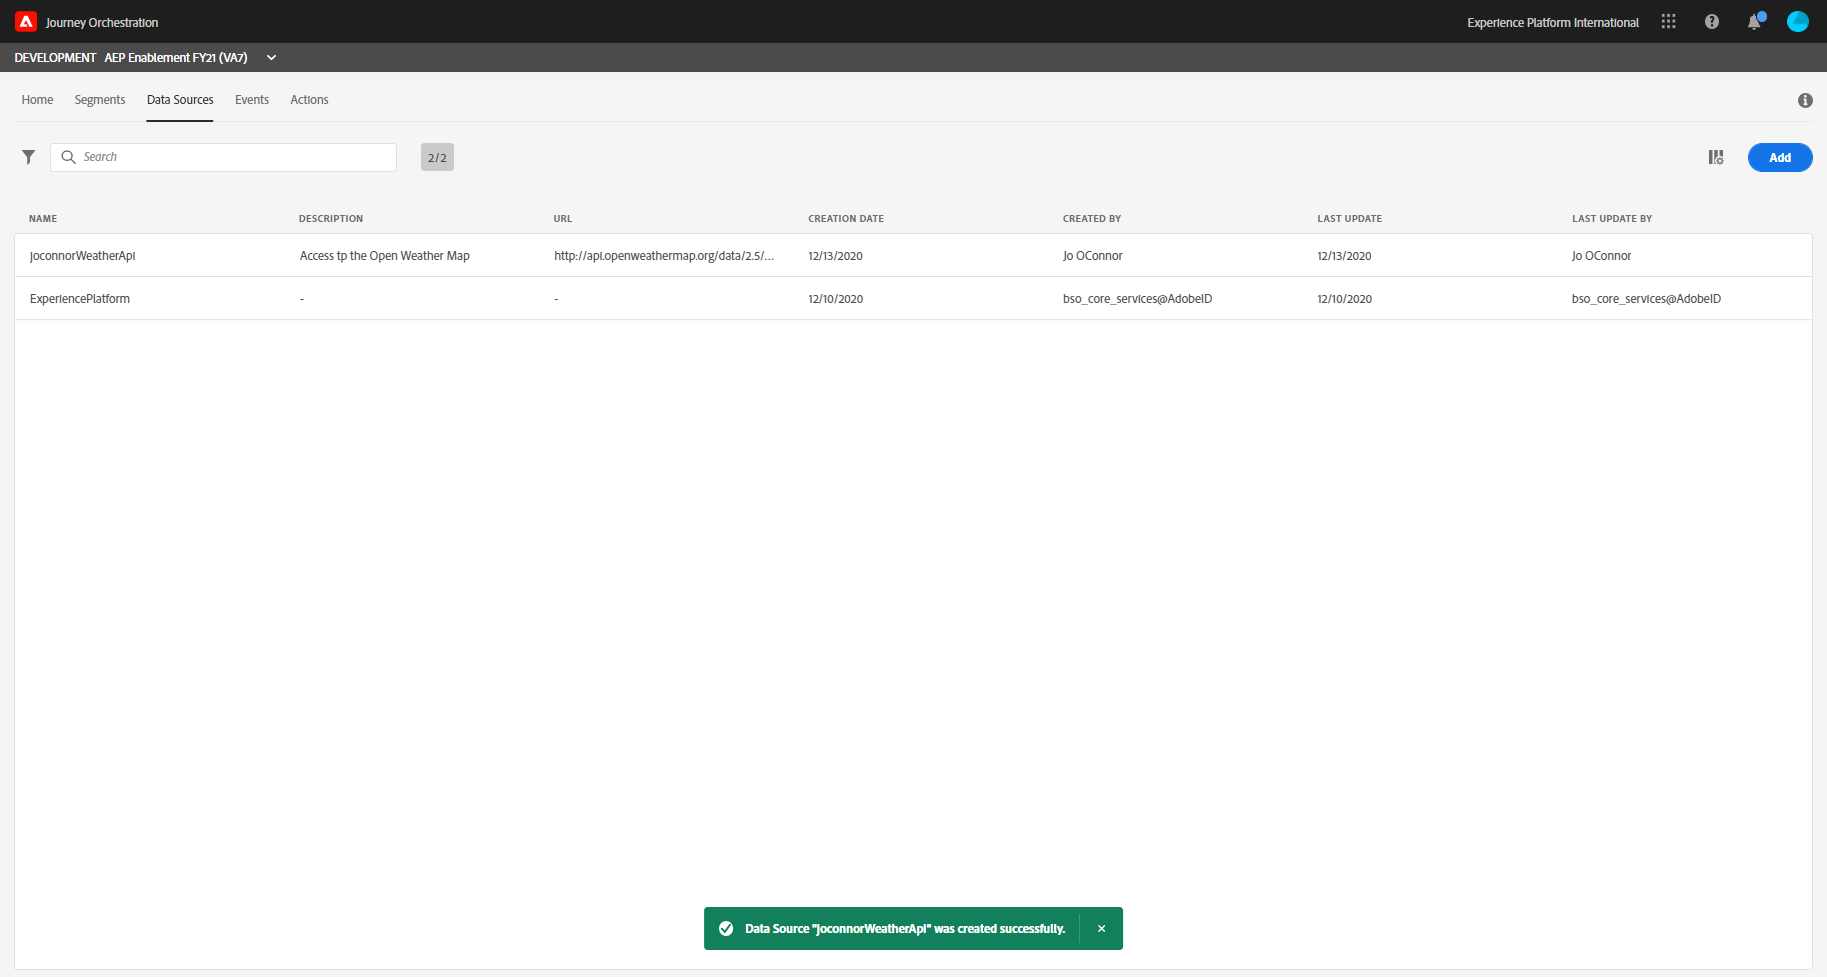 Journey Orchestration
Experience Platform International
DEVELOPMENT AEP Enablement FY21 (VA7)
Home Segments Data Sources Events Actions
Search 2/2 Add
NAME DESCRIPTION URL CREATION DATE CREATED BY LAST UPDATE LAST UPDATE BY
joconnorWeatherApi Access tp the Open Weather Map http://api.openweathermap.org/data/2.5/... 12/13/2020 Jo OConnor 12/13/2020 Jo OConnor
ExperiencePlatform - - 12/10/2020 bso_core_services@AdobeID 12/10/2020 bso_core_services@AdobeID
Data Source "joconnorWeatherApi" was created successfully.